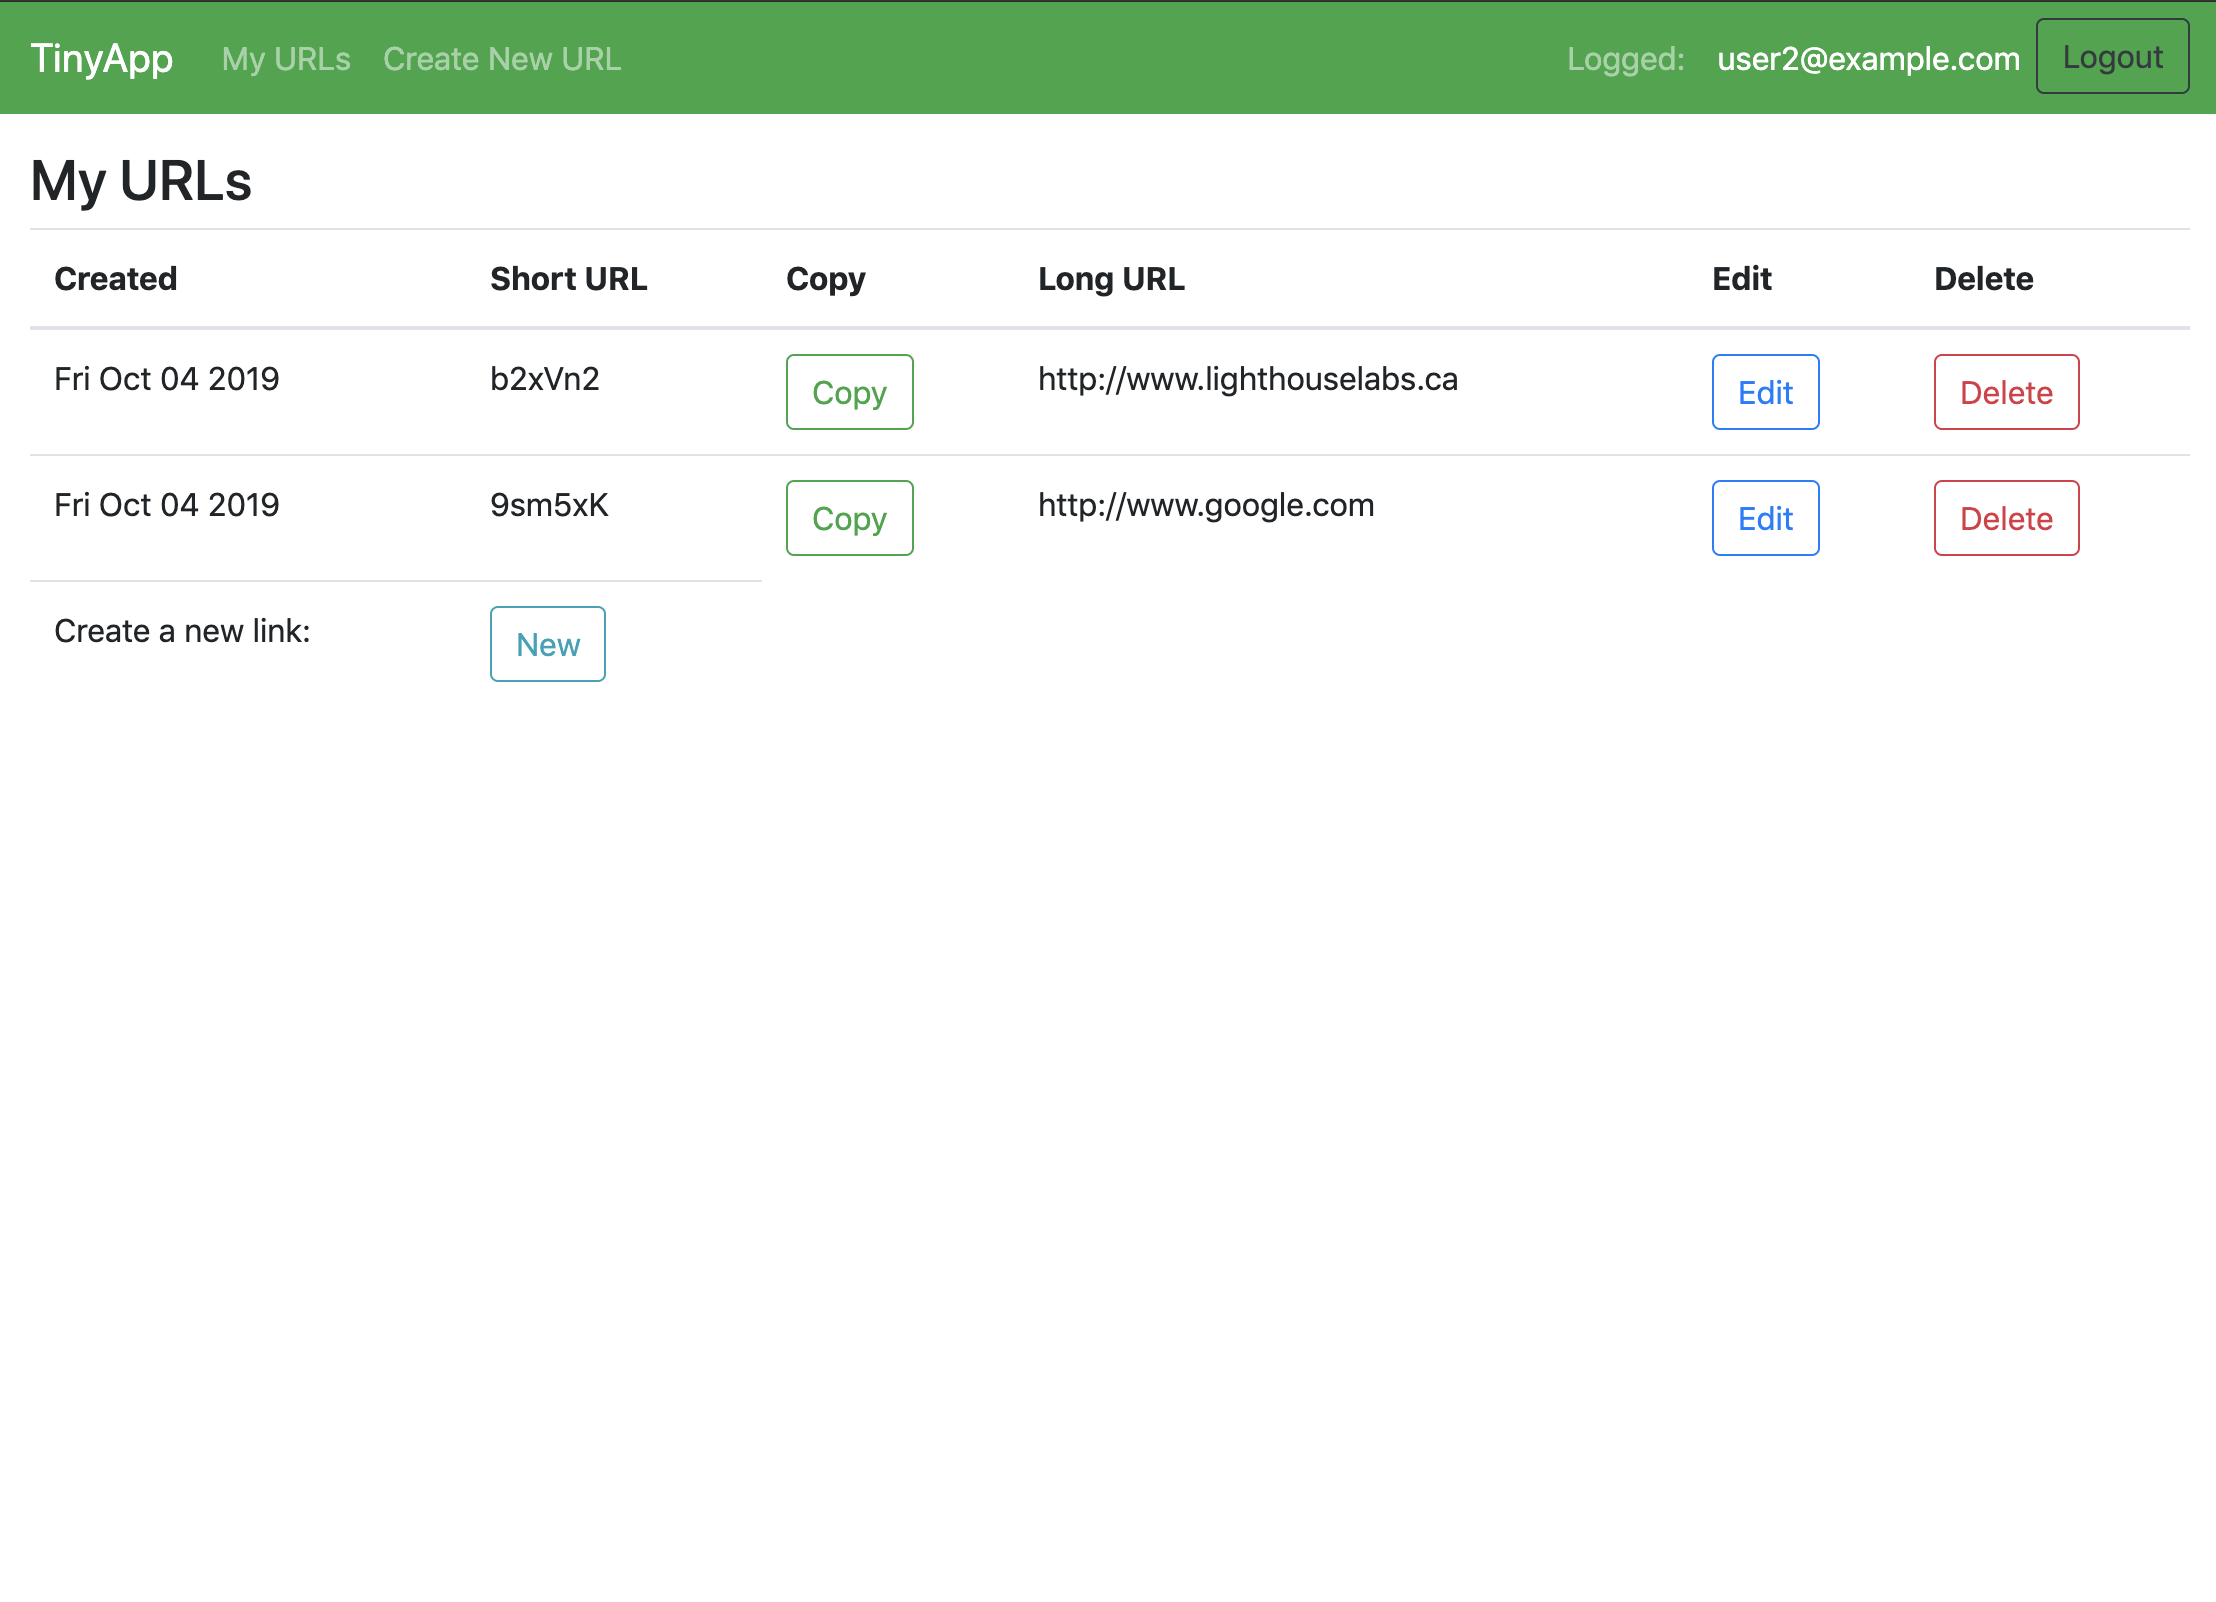 TinyApp My URLs Create New URL Logged: user2@example.com Logout
My URLs
Created Short URL Copy Long URL Edit Delete
Fri Oct 04 2019 b2xVn2 Copy http://www.lighthouselabs.ca Edit Delete
Fri Oct 04 2019 9sm5xK Copy http://www.google.com Edit Delete
Create a new link: New